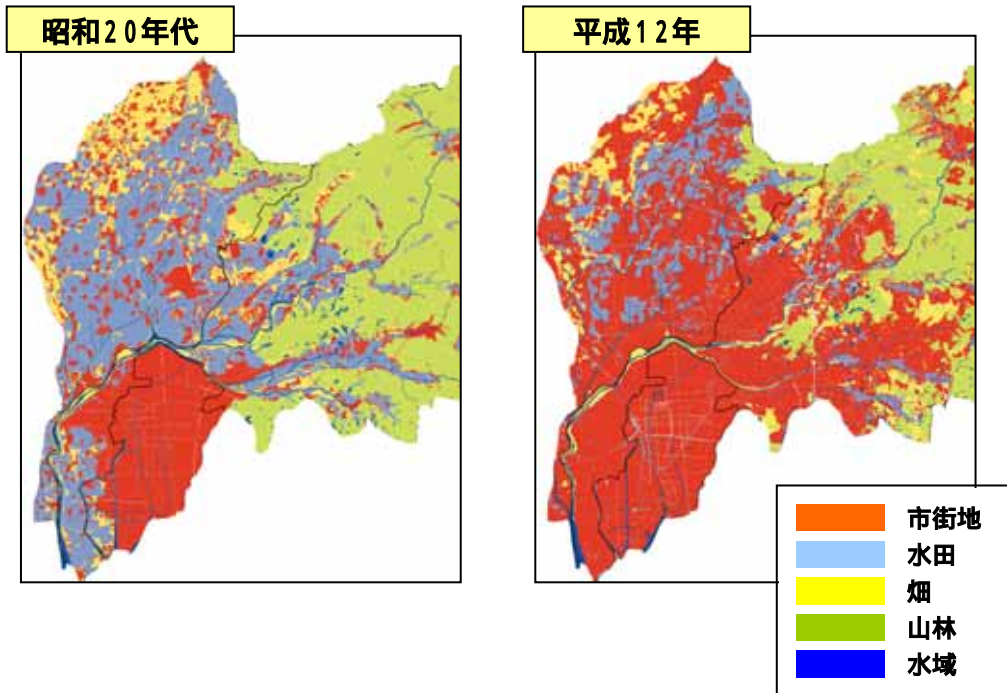 昭和20年代
平成12年
市街地
水田
畑
山林
水域